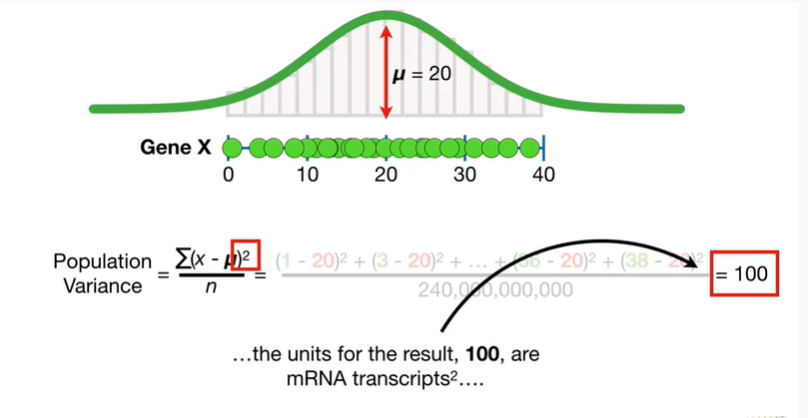 μ = 20
Gene X
0 10 20 30 40
Population Variance = Σ(x - μ)² / n = (1 - 20)² + (3 - 20)² + ... + (36 - 20)² + (38 - 20)² / 240,000,000,000 = 100
...the units for the result, 100, are
mRNA transcripts²....